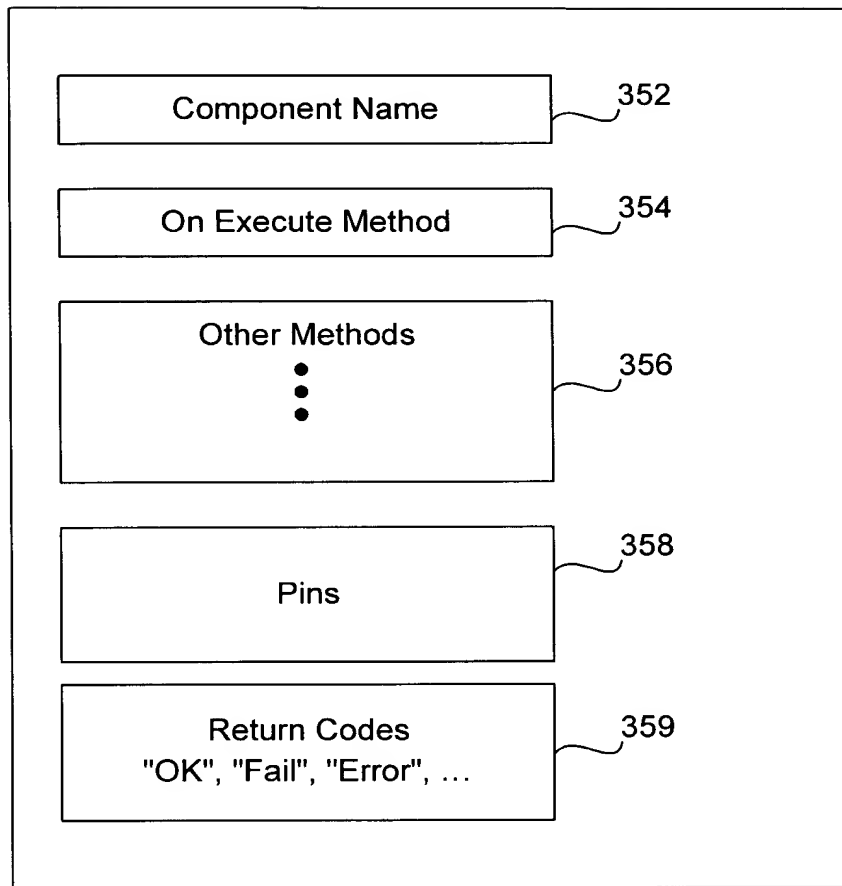 Component Name
352
On Execute Method
354
Other Methods
356
Pins
358
Return Codes
359
"OK", "Fail", "Error", ...